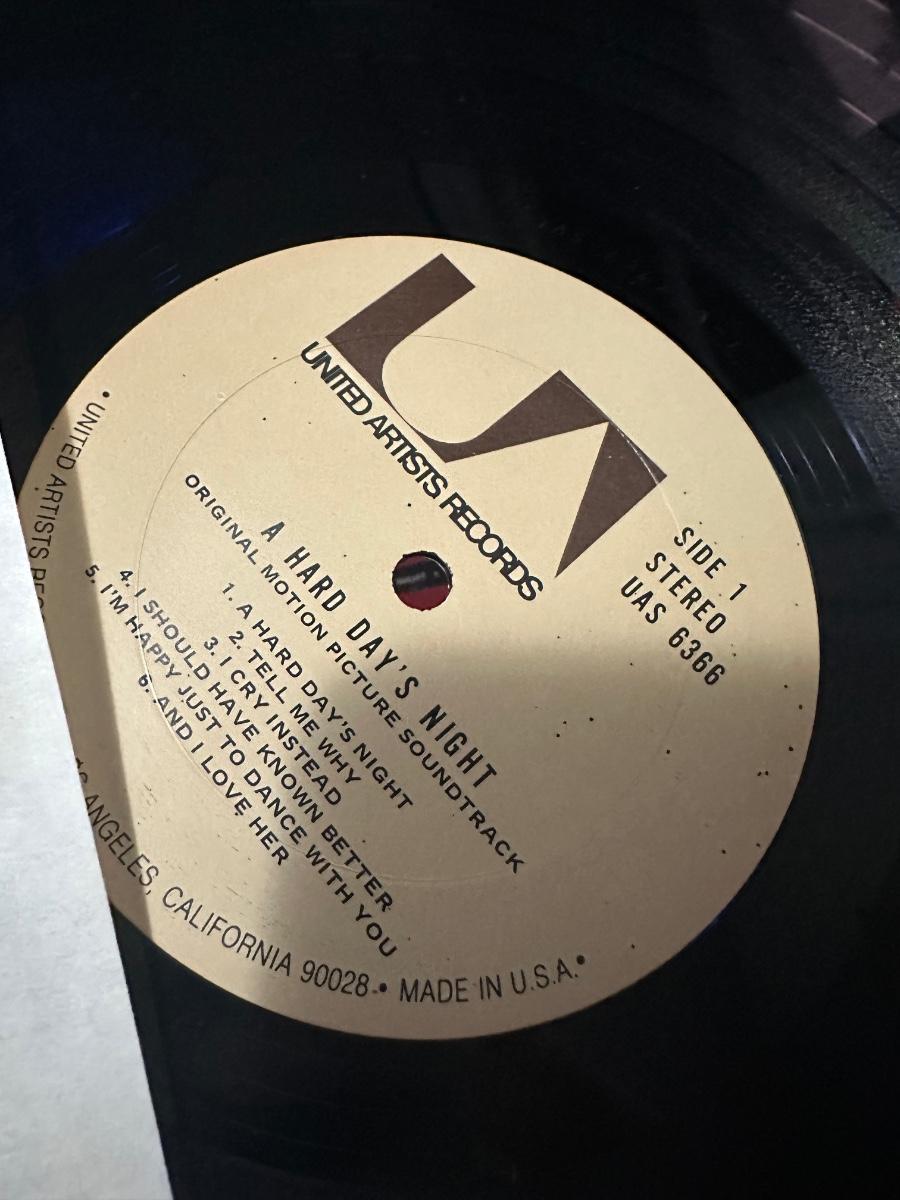 UNITED ARTISTS RECORDS
SIDE 1
STEREO
UAS 6366
A HARD DAY'S NIGHT
ORIGINAL MOTION PICTURE SOUNDTRACK
1. A HARD DAY'S NIGHT
2. TELL ME WHY
3. I CRY INSTEAD
4. I SHOULD HAVE KNOWN BETTER
5. I'M HAPPY JUST TO DANCE WITH YOU
6. AND I LOVE HER
• UNITED ARTISTS
ANGELES, CALIFORNIA 90028 • MADE IN U.S.A. •